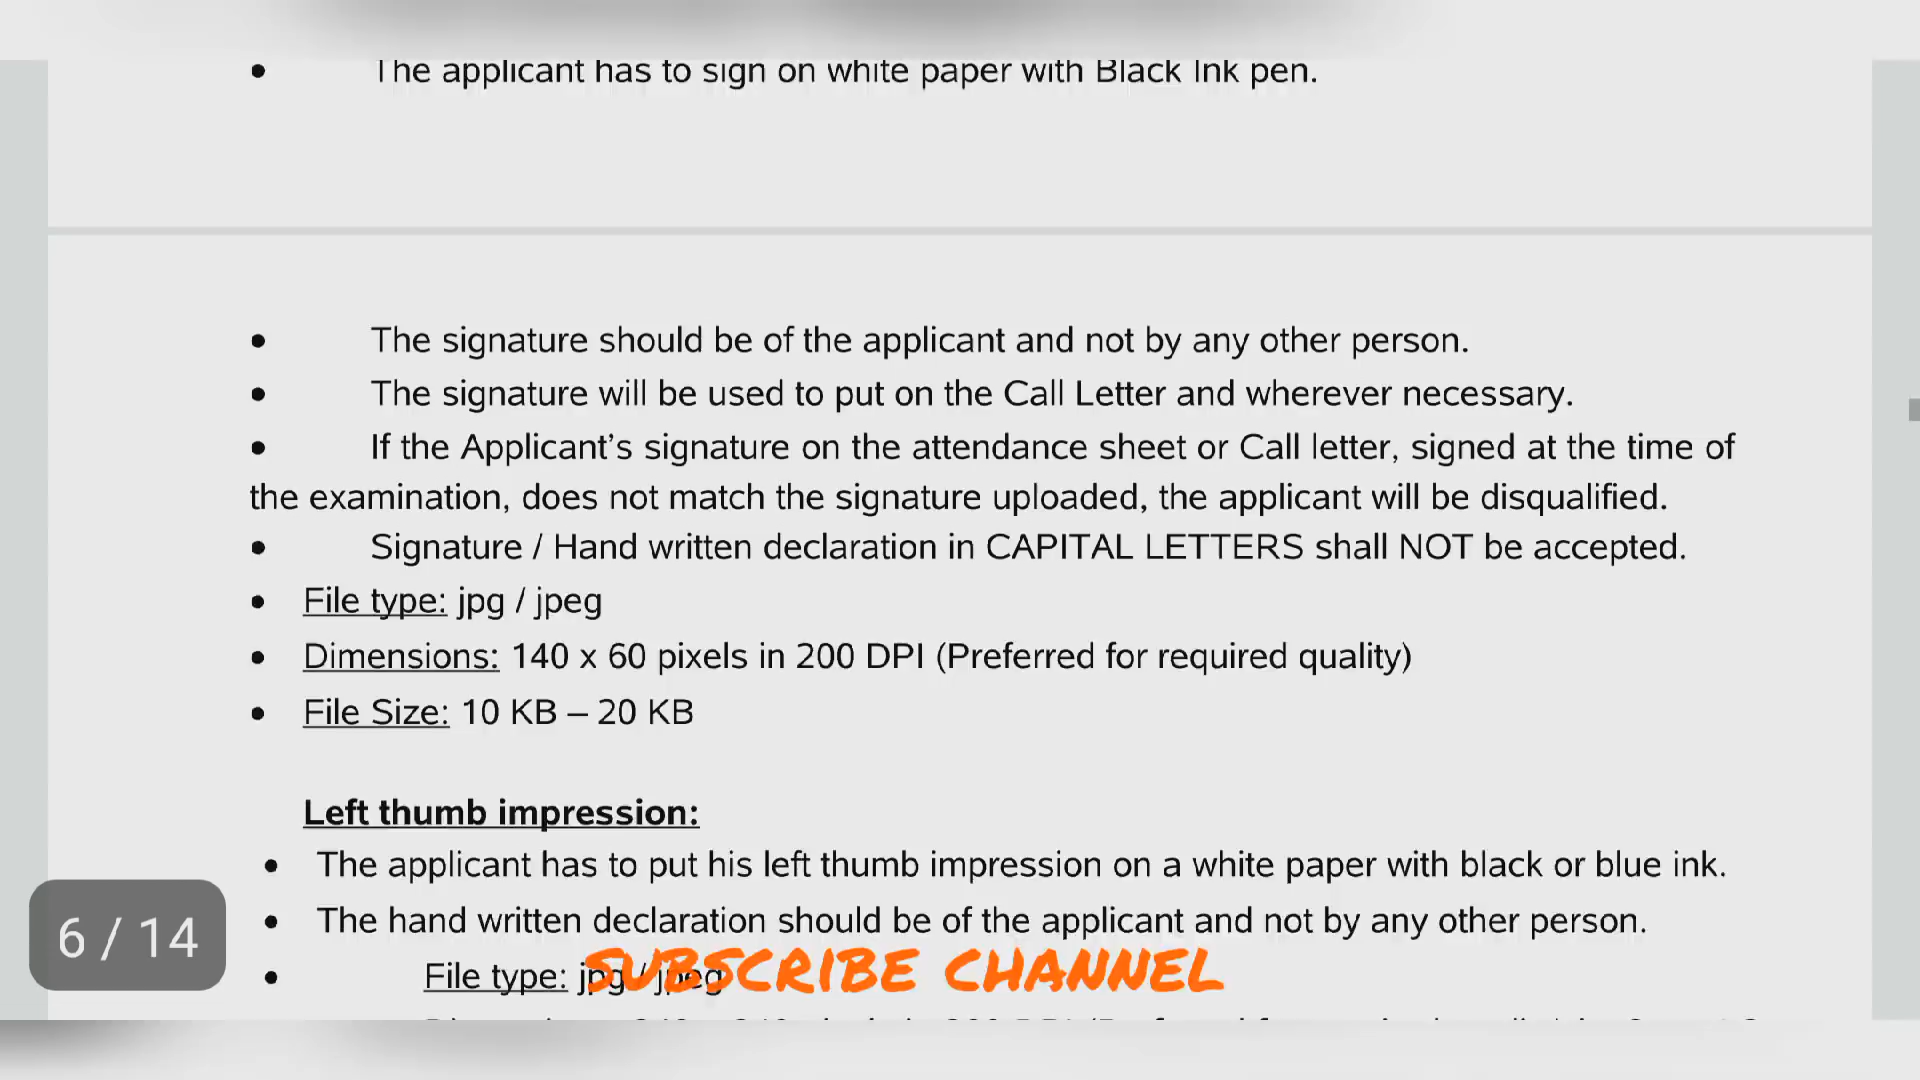 • The applicant has to sign on white paper with Black Ink pen.
• The signature should be of the applicant and not by any other person.
• The signature will be used to put on the Call Letter and wherever necessary.
• If the Applicant’s signature on the attendance sheet or Call letter, signed at the time of
the examination, does not match the signature uploaded, the applicant will be disqualified.
• Signature / Hand written declaration in CAPITAL LETTERS shall NOT be accepted.
• File type: jpg / jpeg
• Dimensions: 140 x 60 pixels in 200 DPI (Preferred for required quality)
• File Size: 10 KB – 20 KB
Left thumb impression:
• The applicant has to put his left thumb impression on a white paper with black or blue ink.
• The hand written declaration should be of the applicant and not by any other person.
6 / 14
SUBSCRIBE CHANNEL
• File type: jpg / jpeg